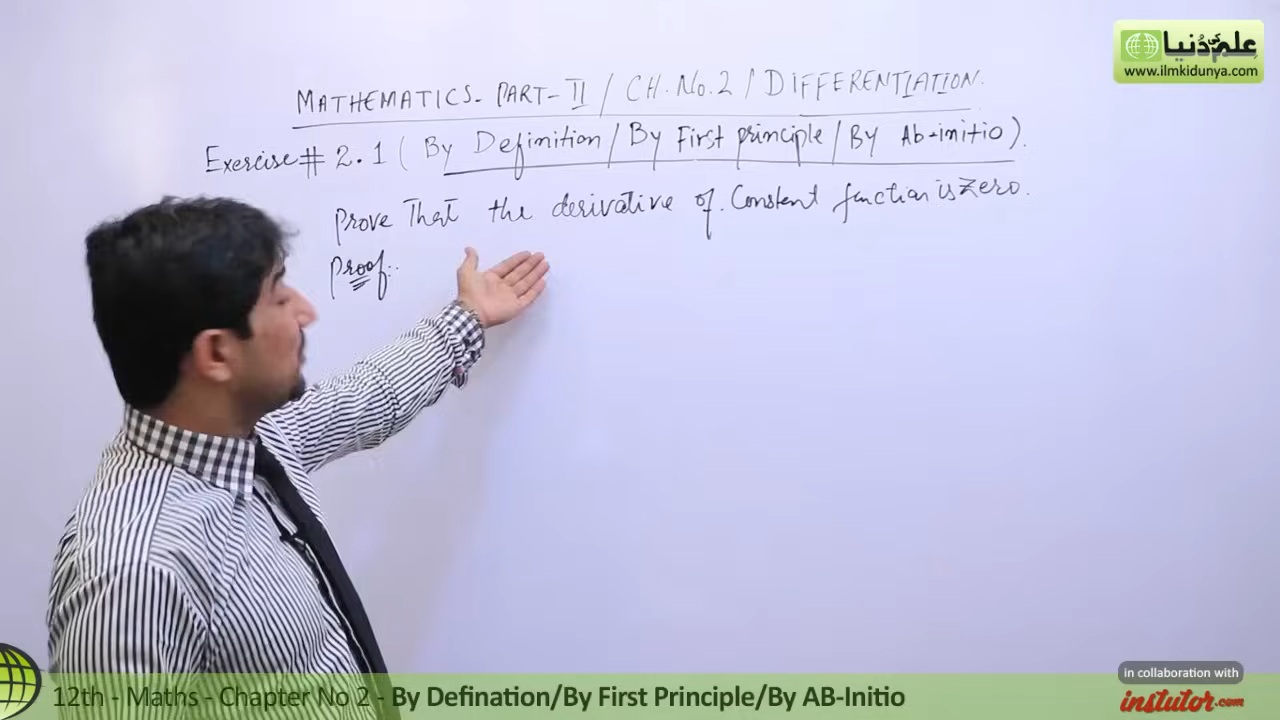 علم کی دنیا
www.ilmkidunya.com
MATHEMATICS - PART - II / CH. No. 2 / DIFFERENTIATION.
Exercise # 2.1 ( By Definition / By First principle / By Ab-initio ).
Prove That the derivative of Constent function is Zero.
Proof:
in collaboration with
instutor.com
12th - Maths - Chapter No 2 - By Defination/By First Principle/By AB-Initio